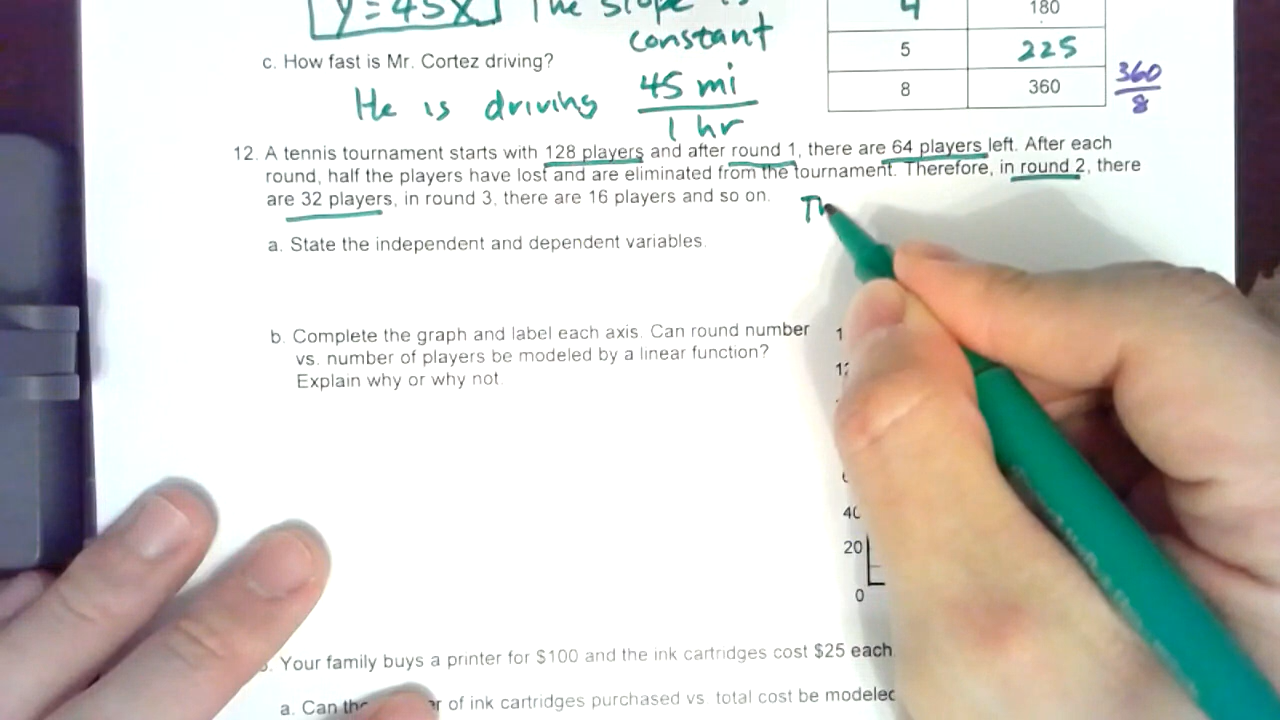 y = 45x The slope is
constant
4 180
5 225
8 360
360
8
c. How fast is Mr. Cortez driving?
He is driving 45 mi
1 hr
12. A tennis tournament starts with 128 players and after round 1, there are 64 players left. After each
round, half the players have lost and are eliminated from the tournament. Therefore, in round 2, there
are 32 players, in round 3, there are 16 players and so on.
a. State the independent and dependent variables.
b. Complete the graph and label each axis. Can round number
vs. number of players be modeled by a linear function?
Explain why or why not.
20
0
Your family buys a printer for $100 and the ink cartridges cost $25 each
a. Can of ink cartridges purchased vs. total cost be